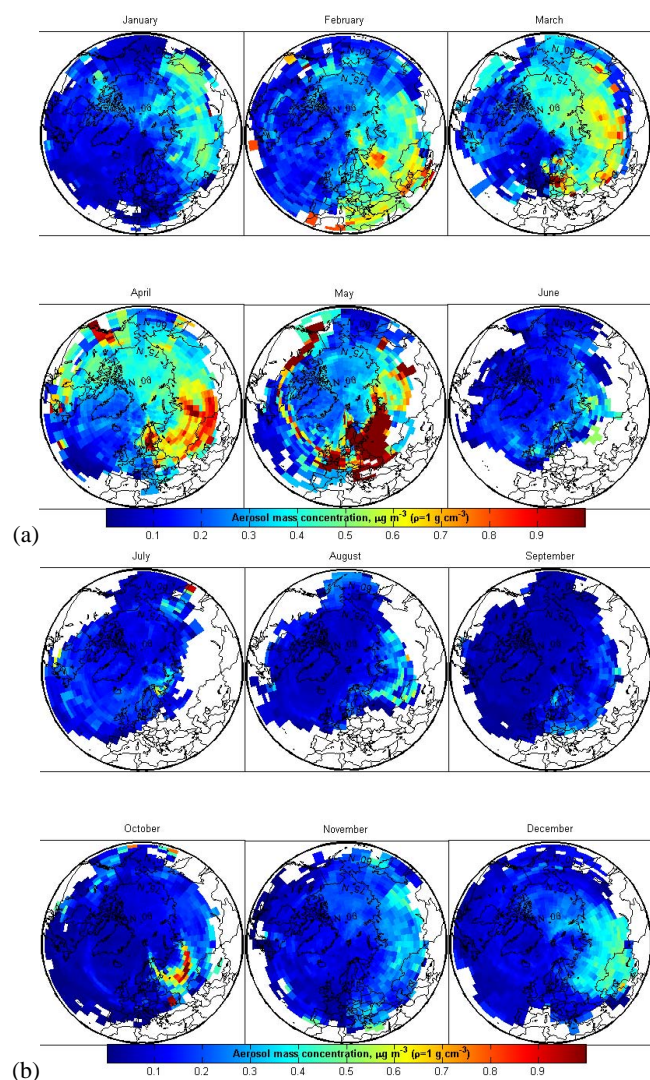 January February March
April May June
Aerosol mass concentration, μg m⁻³ (ρ=1 g cm⁻³)
0.1 0.2 0.3 0.4 0.5 0.6 0.7 0.8 0.9
(a)
July August September
October November December
Aerosol mass concentration, μg m⁻³ (ρ=1 g cm⁻³)
0.1 0.2 0.3 0.4 0.5 0.6 0.7 0.8 0.9
(b)